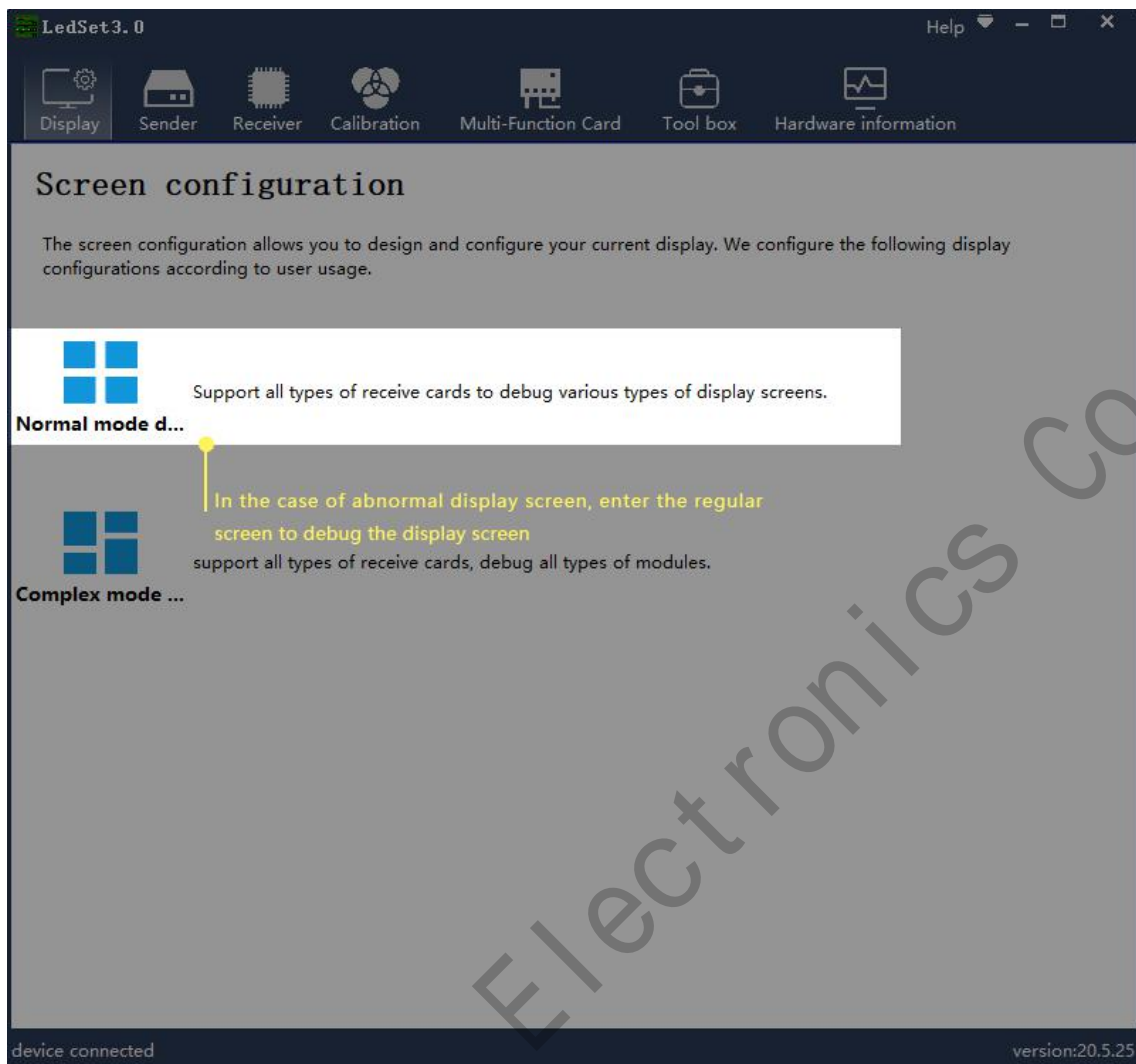 LedSet3.0
Help
Display Sender Receiver Calibration Multi-Function Card Tool box Hardware information
Screen configuration
The screen configuration allows you to design and configure your current display. We configure the following display
configurations according to user usage.
Support all types of receive cards to debug various types of display screens.
Normal mode d...
In the case of abnormal display screen, enter the regular
screen to debug the display screen
support all types of receive cards, debug all types of modules.
Complex mode ...
Electronics Co
device connected
version:20.5.25